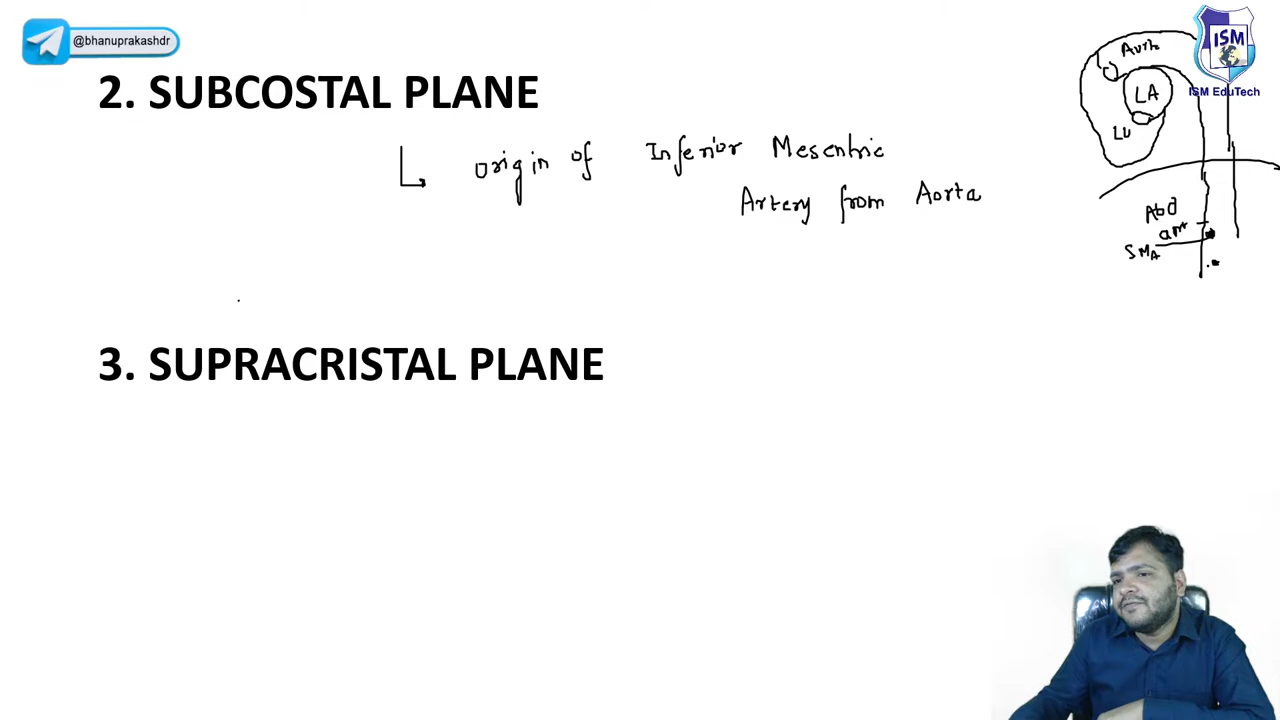 @bhanuprakashdr
ISM
ISM EduTech
2. SUBCOSTAL PLANE
origin of Inferior Mesentric
Artery from Aorta
Aorta
LA
LV
Abd
SMA
3. SUPRACRISTAL PLANE